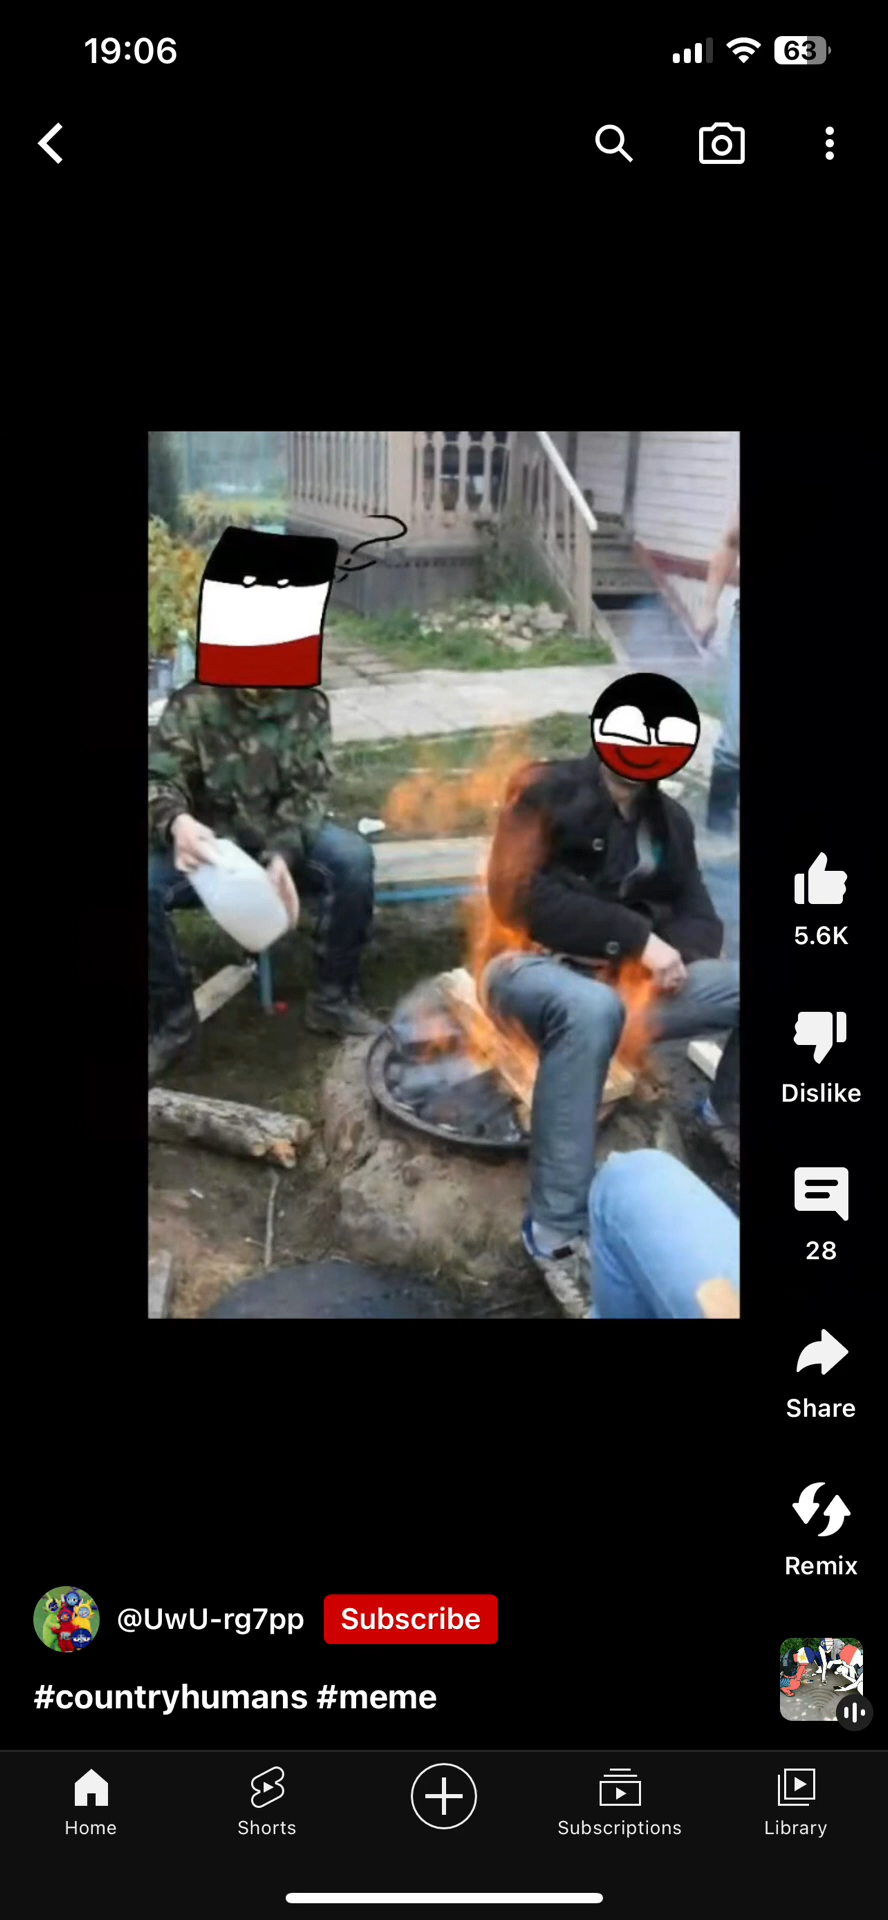 19:06
63
5.6K
Dislike
28
Share
Remix
@UwU-rg7pp
Subscribe
#countryhumans #meme
Home
Shorts
Subscriptions
Library